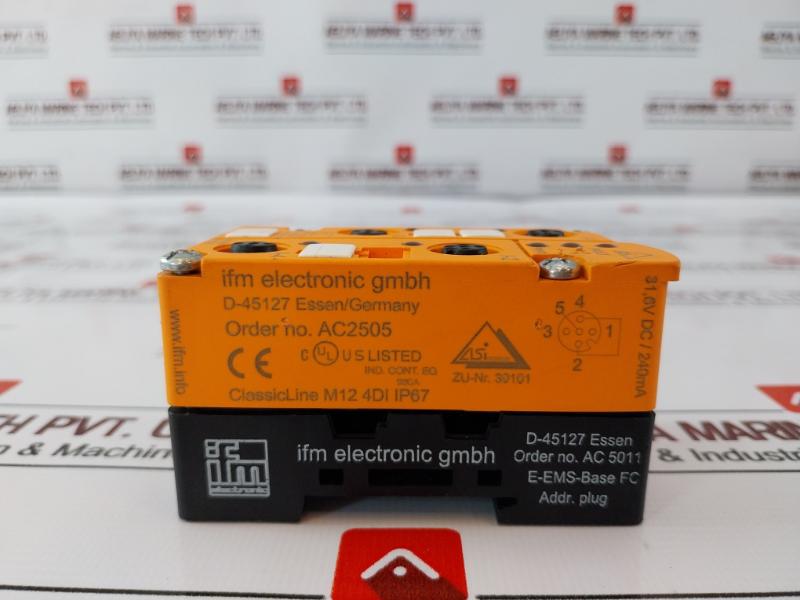 ifm electronic gmbh
D-45127 Essen/Germany
Order no. AC2505
CE
C UL US LISTED
IND. CONT. EQ
ASi
ZU-Nr. 39101
ClassicLine M12 4DI IP67
www.ifm.info
5 4
3 1
2
31,6V DC / 240mA
ifm
electronic
ifm electronic gmbh
D-45127 Essen
Order no. AC 5011
E-EMS-Base FC
Addr. plug